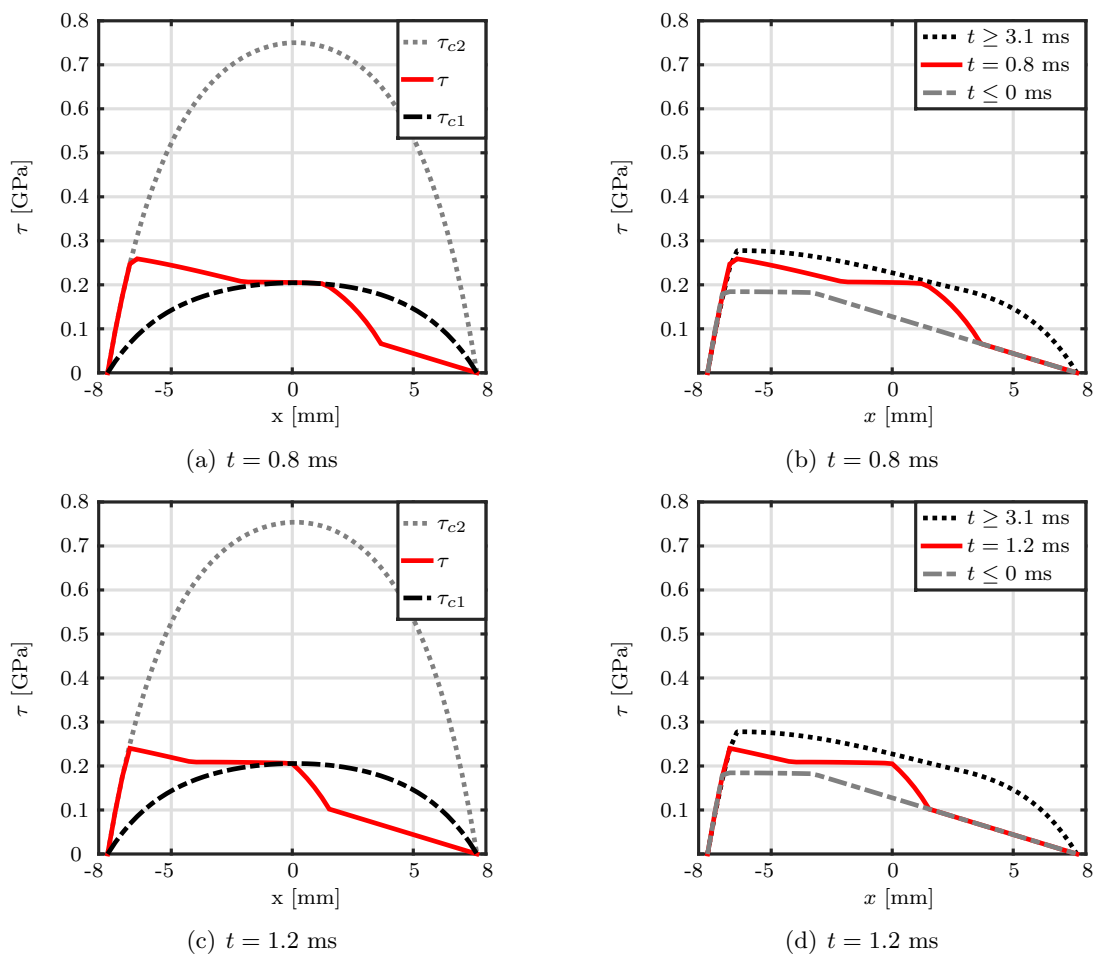 0.8
0.7
0.6
0.5
0.4
0.3
0.2
0.1
0
τ [GPa]
-8
-5
0
5
8
x [mm]
τc2
τ
τc1
(a) t = 0.8 ms
0.8
0.7
0.6
0.5
0.4
0.3
0.2
0.1
0
τ [GPa]
-8
-5
0
5
8
x [mm]
t ≥ 3.1 ms
t = 0.8 ms
t ≤ 0 ms
(b) t = 0.8 ms
0.8
0.7
0.6
0.5
0.4
0.3
0.2
0.1
0
τ [GPa]
-8
-5
0
5
8
x [mm]
τc2
τ
τc1
(c) t = 1.2 ms
0.8
0.7
0.6
0.5
0.4
0.3
0.2
0.1
0
τ [GPa]
-8
-5
0
5
8
x [mm]
t ≥ 3.1 ms
t = 1.2 ms
t ≤ 0 ms
(d) t = 1.2 ms